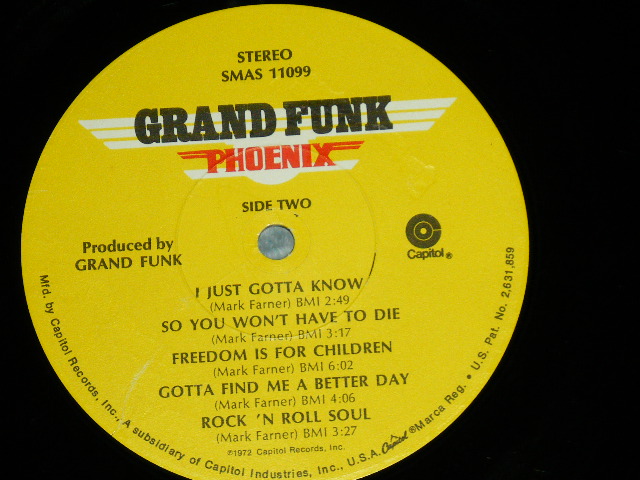 STEREO
SMAS 11099
GRAND FUNK
PHOENIX
SIDE TWO
Produced by
GRAND FUNK
Capitol®
I JUST GOTTA KNOW
(Mark Farner) BMI 2:49
SO YOU WON'T HAVE TO DIE
(Mark Farner) BMI 3:17
FREEDOM IS FOR CHILDREN
(Mark Farner) BMI 6:02
GOTTA FIND ME A BETTER DAY
(Mark Farner) BMI 4:06
ROCK 'N ROLL SOUL
(Mark Farner) BMI 3:27
℗1972 Capitol Records, Inc.
Mfd. by Capitol Records, Inc., A subsidiary of Capitol Industries, Inc., U.S.A. Capitol ®Marca Reg. • U.S. Pat. No. 2,631,859